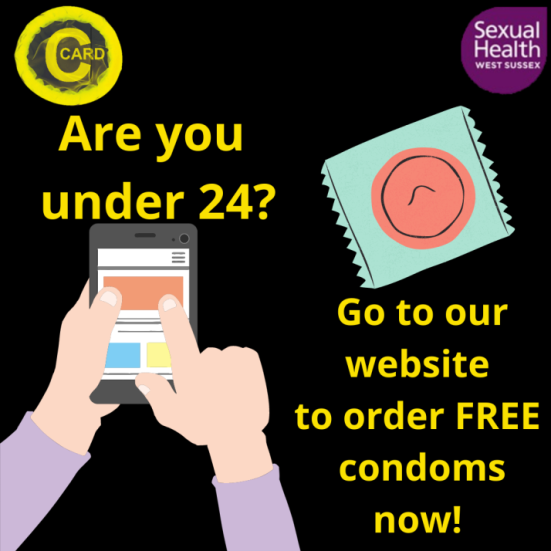 C CARD
Sexual
Health
WEST SUSSEX
Are you
under 24?
Go to our
website
to order FREE
condoms
now!